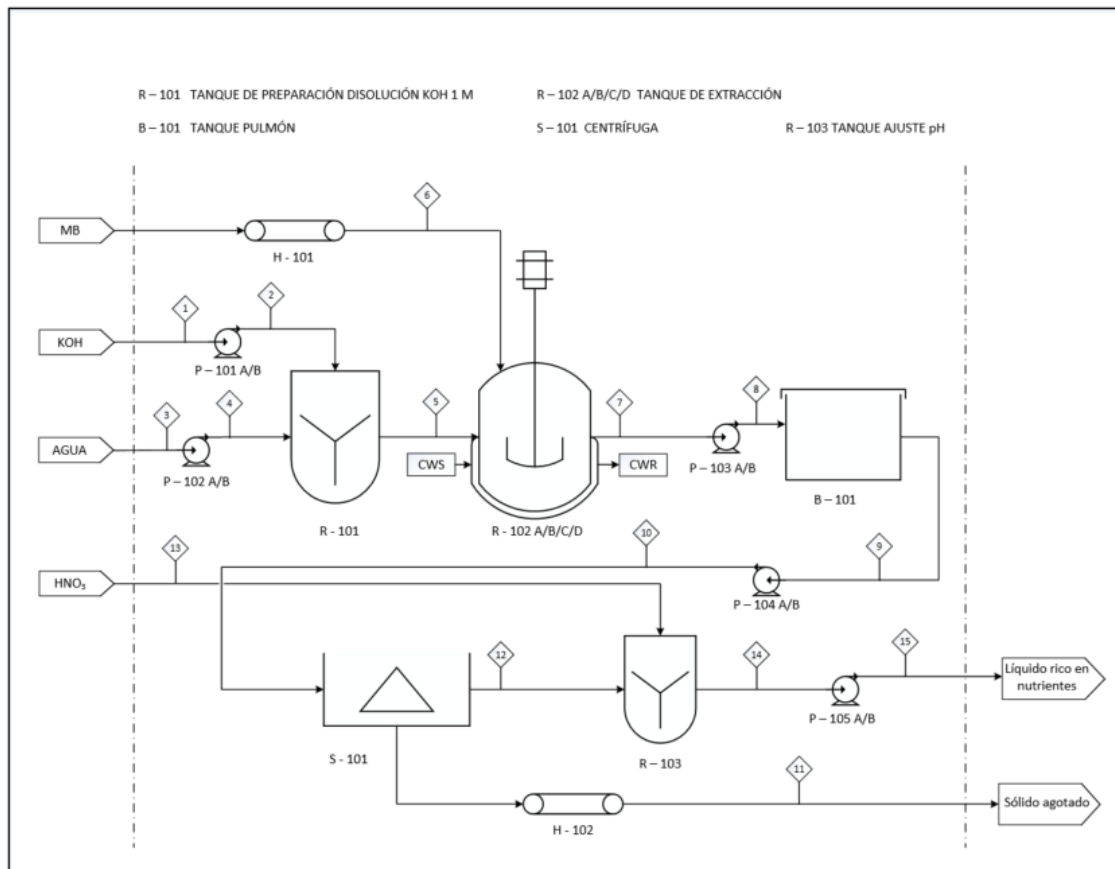 R – 101 TANQUE DE PREPARACIÓN DISOLUCIÓN KOH 1 M
R – 102 A/B/C/D TANQUE DE EXTRACCIÓN
B – 101 TANQUE PULMÓN
S – 101 CENTRÍFUGA
R – 103 TANQUE AJUSTE pH
MB
H - 101
6
KOH
1
2
P – 101 A/B
AGUA
3
4
P – 102 A/B
R - 101
5
CWS
CWR
R - 102 A/B/C/D
7
P – 103 A/B
8
B – 101
9
P – 104 A/B
10
HNO₃
13
S - 101
12
R – 103
14
P – 105 A/B
15
Líquido rico en
nutrientes
H - 102
11
Sólido agotado